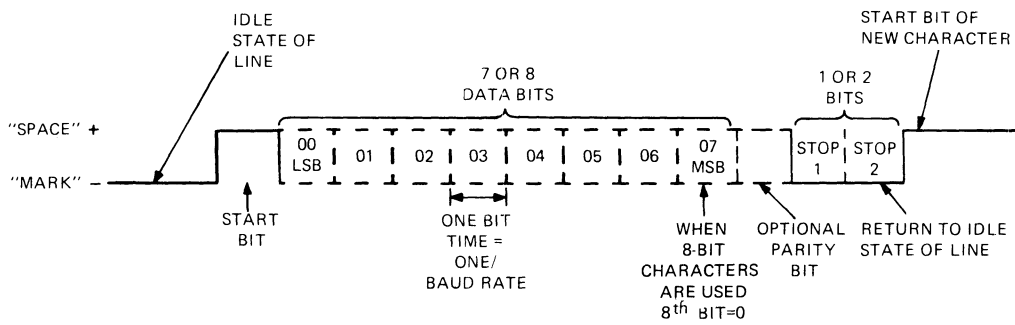 IDLE
STATE OF
LINE
START BIT OF
NEW CHARACTER
7 OR 8
DATA BITS
1 OR 2
BITS
"SPACE" +
"MARK" –
00
LSB
01
02
03
04
05
06
07
MSB
STOP
1
STOP
2
START
BIT
ONE BIT
TIME =
ONE/
BAUD RATE
WHEN
8-BIT
CHARACTERS
ARE USED
8th BIT=0
OPTIONAL
PARITY
BIT
RETURN TO IDLE
STATE OF LINE